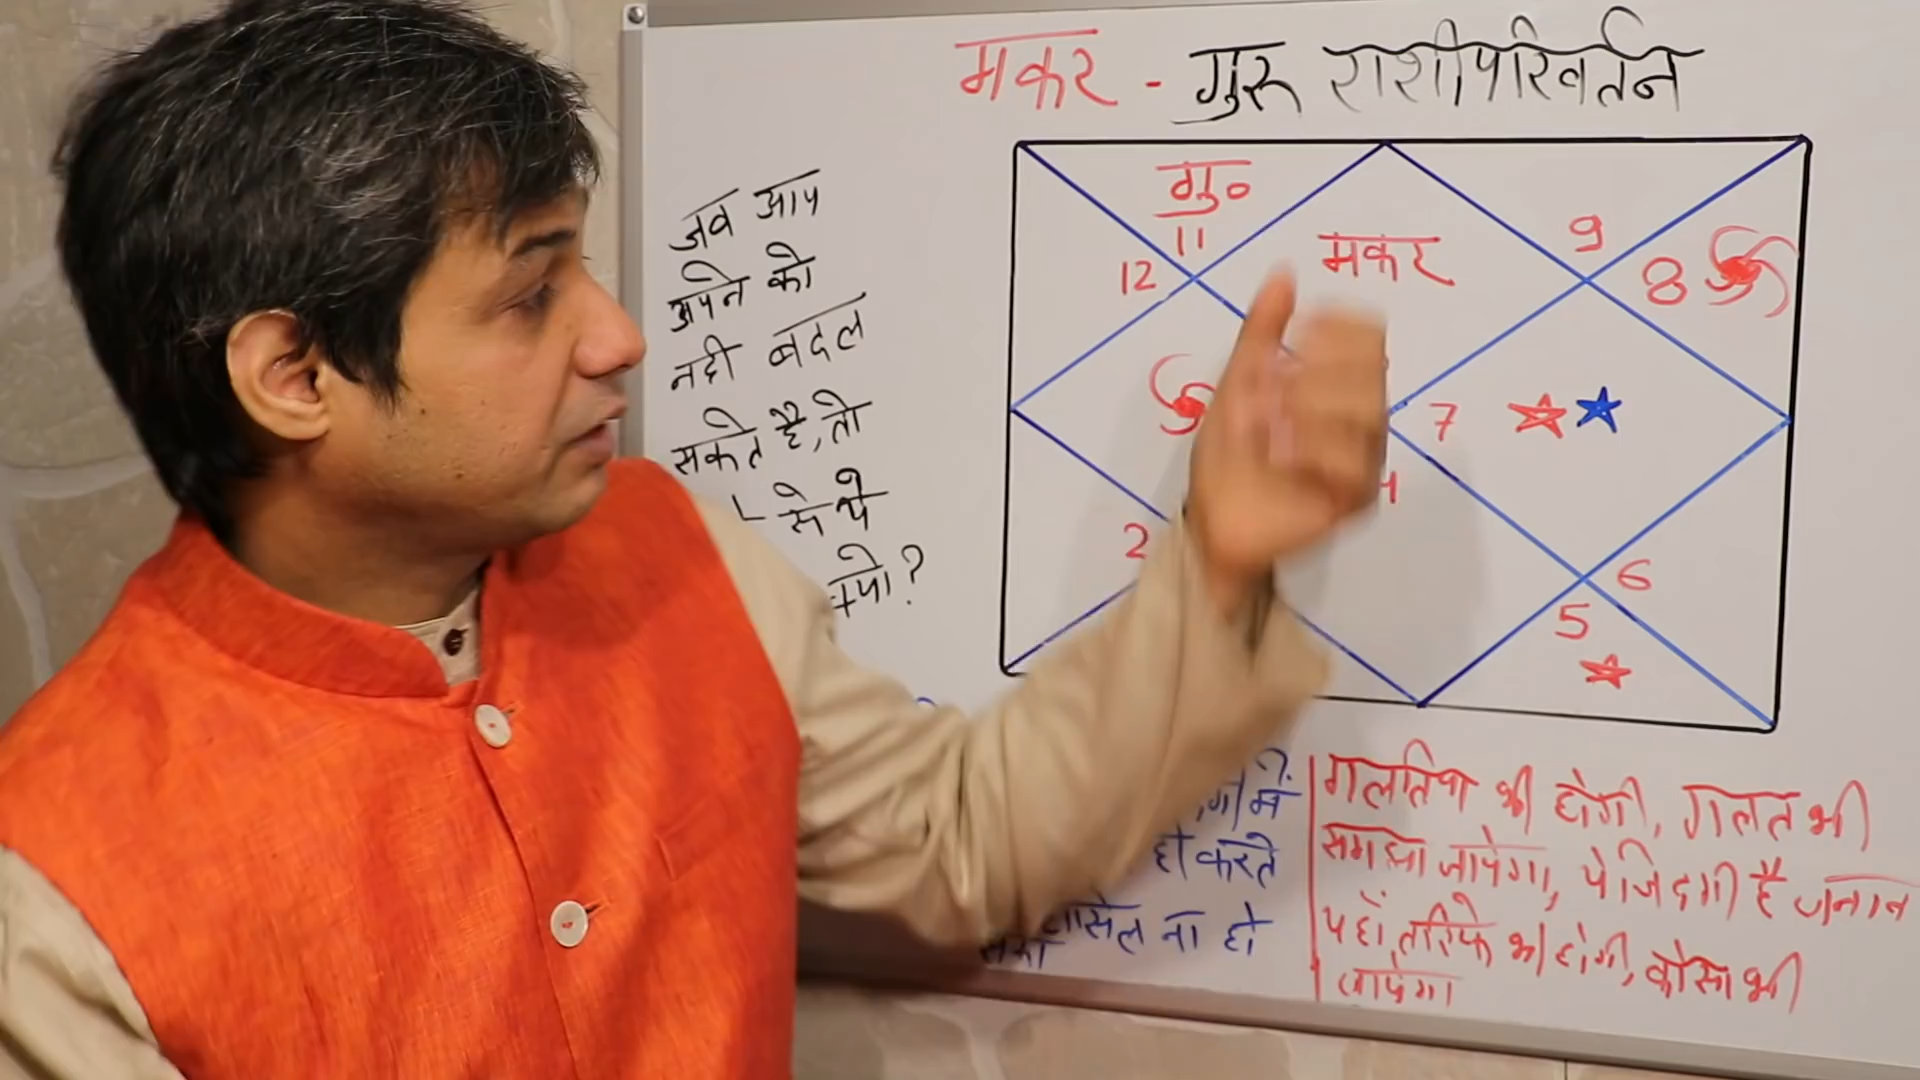 मकर - गुरू राशीपरिवर्तन
जब आप
अपने को
नही बदल
सकते है, तो
से ये
गु०
11
12
मकर
9
8
7
2
6
5
में
ही करते
ना हो
गलतिया भी होगी, गलत भी
समझा जायेगा, ये जिंदगी है जनाब
यहाँ तारिफे भी होगी, कोसा भी
जायेगा